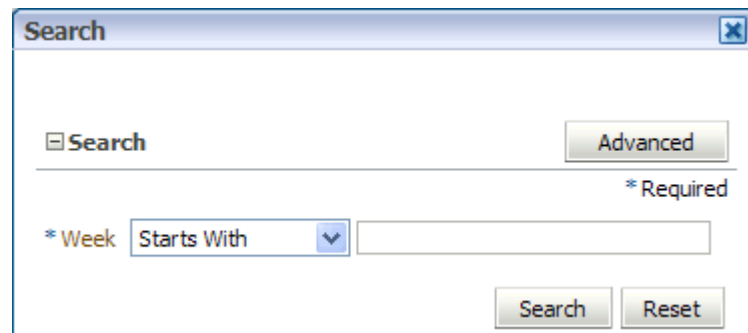 Search
Search Advanced
* Required
* Week Starts With
Search Reset